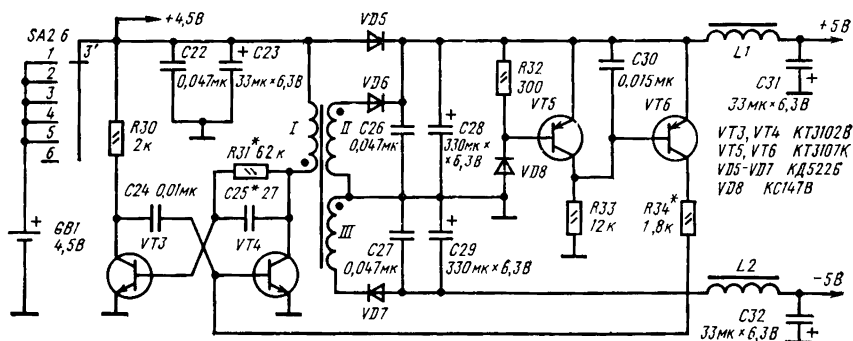 SA2.6
3'
1
2
3
4
5
6
+4,5В
C22
0,047мк
+
C23
33мк×6,3В
VD5
R30
2к
I
VD6
II
C26
0,047мк
+
C28
330мк×
×6,3В
R32
300
VT5
C30
0,015мк
VT6
L1
+5В
C31
+
33мк×6,3В
R31* 62к
C24 0,01мк
C25* 27
VT3
VT4
VD8
VT3, VT4 КТ3102В
VT5, VT6 КТ3107К
VD5-VD7 КД522Б
VD8 КС147В
+
GB1
4,5В
III
C27
0,047мк
+
C29
330мк×6,3В
R33
12к
R34*
1,8к
VD7
L2
-5В
C32
33мк×6,3В
+